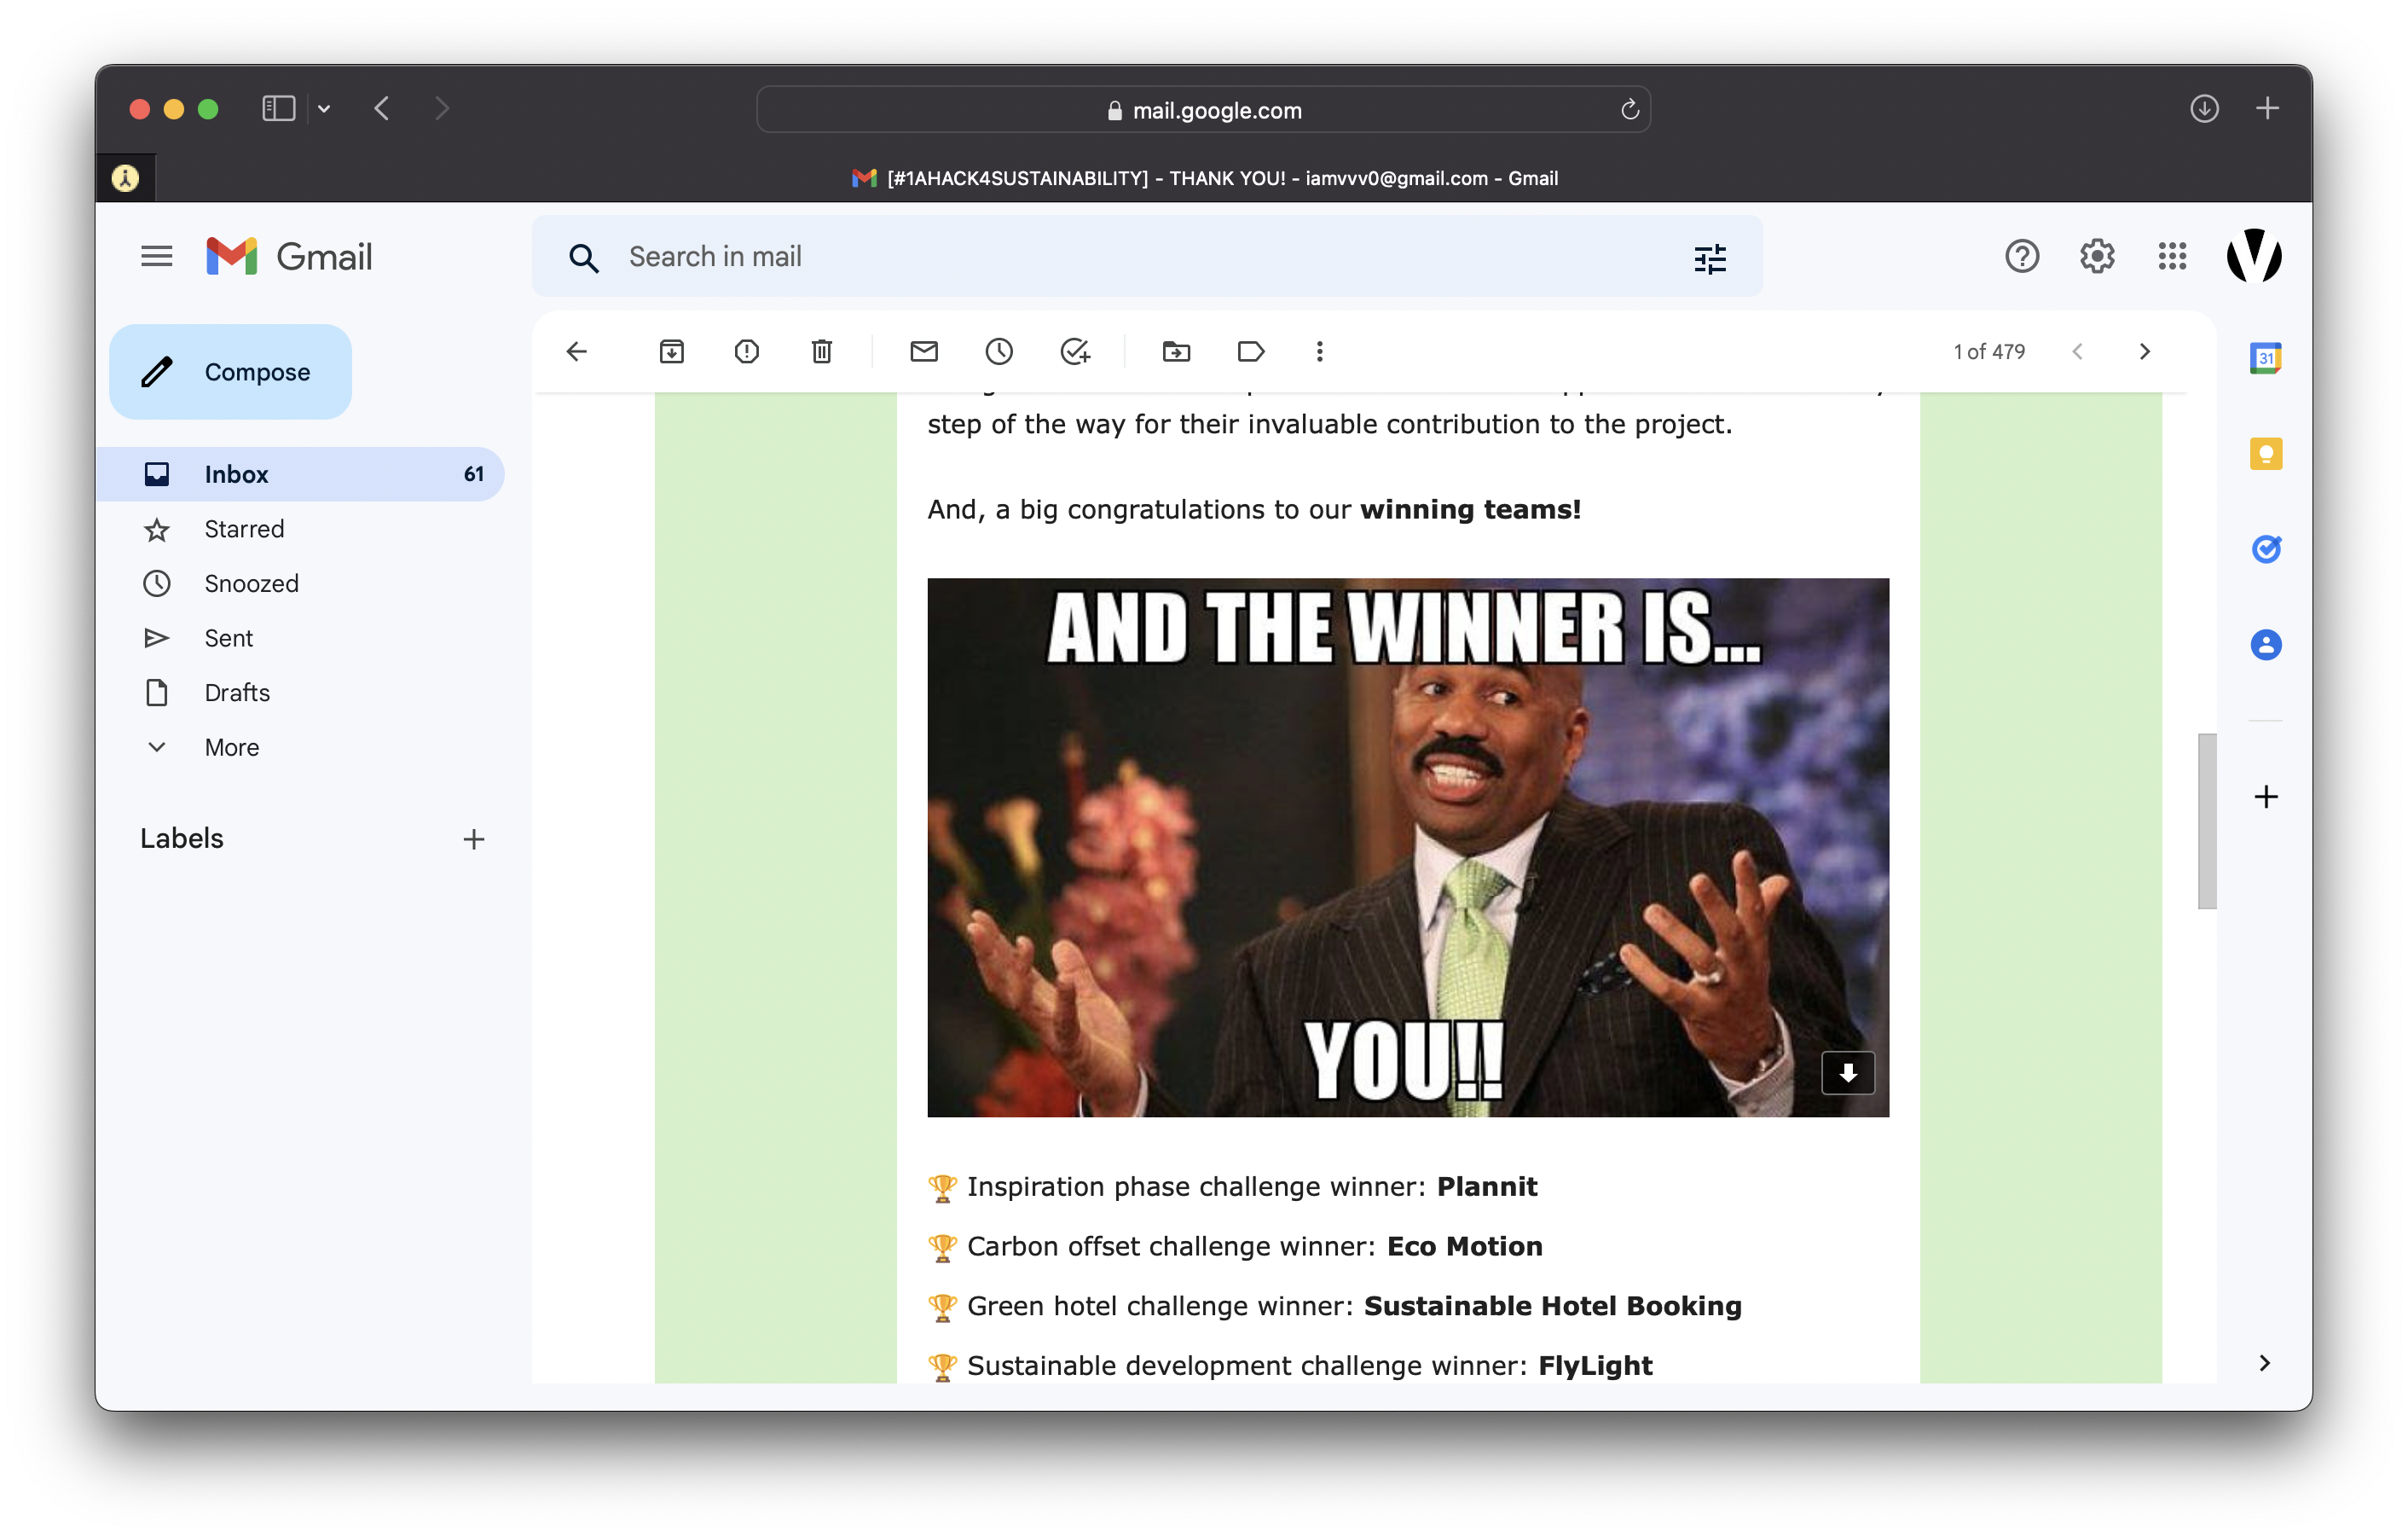 mail.google.com
[#1AHACK4SUSTAINABILITY] - THANK YOU! - iamvvv0@gmail.com - Gmail
Gmail
Search in mail
Compose
1 of 479
31
Inbox 61
Starred
Snoozed
Sent
Drafts
More
Labels
step of the way for their invaluable contribution to the project.
And, a big congratulations to our winning teams!
AND THE WINNER IS...
YOU!!
🏆 Inspiration phase challenge winner: Plannit
🏆 Carbon offset challenge winner: Eco Motion
🏆 Green hotel challenge winner: Sustainable Hotel Booking
🏆 Sustainable development challenge winner: FlyLight